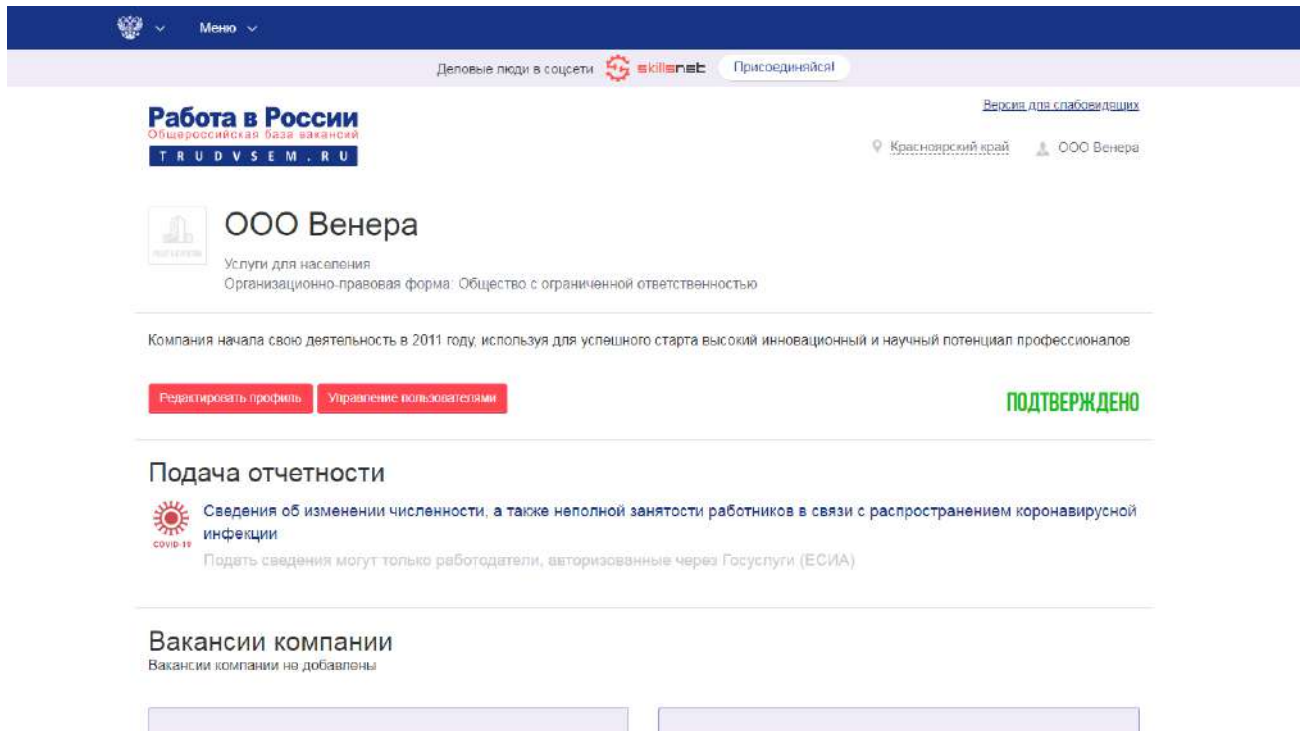 Меню
Деловые люди в соцсети skillsnet Присоединяйся!
Версия для слабовидящих
Работа в России
Общероссийская база вакансий
TRUDVSEM.RU
Красноярский край ООО Венера
ООО Венера
Услуги для населения
Организационно-правовая форма: Общество с ограниченной ответственностью
Компания начала свою деятельность в 2011 году, используя для успешного старта высокий инновационный и научный потенциал профессионалов
Редактировать профиль Управление пользователями ПОДТВЕРЖДЕНО
Подача отчетности
Сведения об изменении численности, а также неполной занятости работников в связи с распространением коронавирусной
инфекции
COVID-19
Подать сведения могут только работодатели, авторизованные через Госуслуги (ЕСИА)
Вакансии компании
Вакансии компании не добавлены